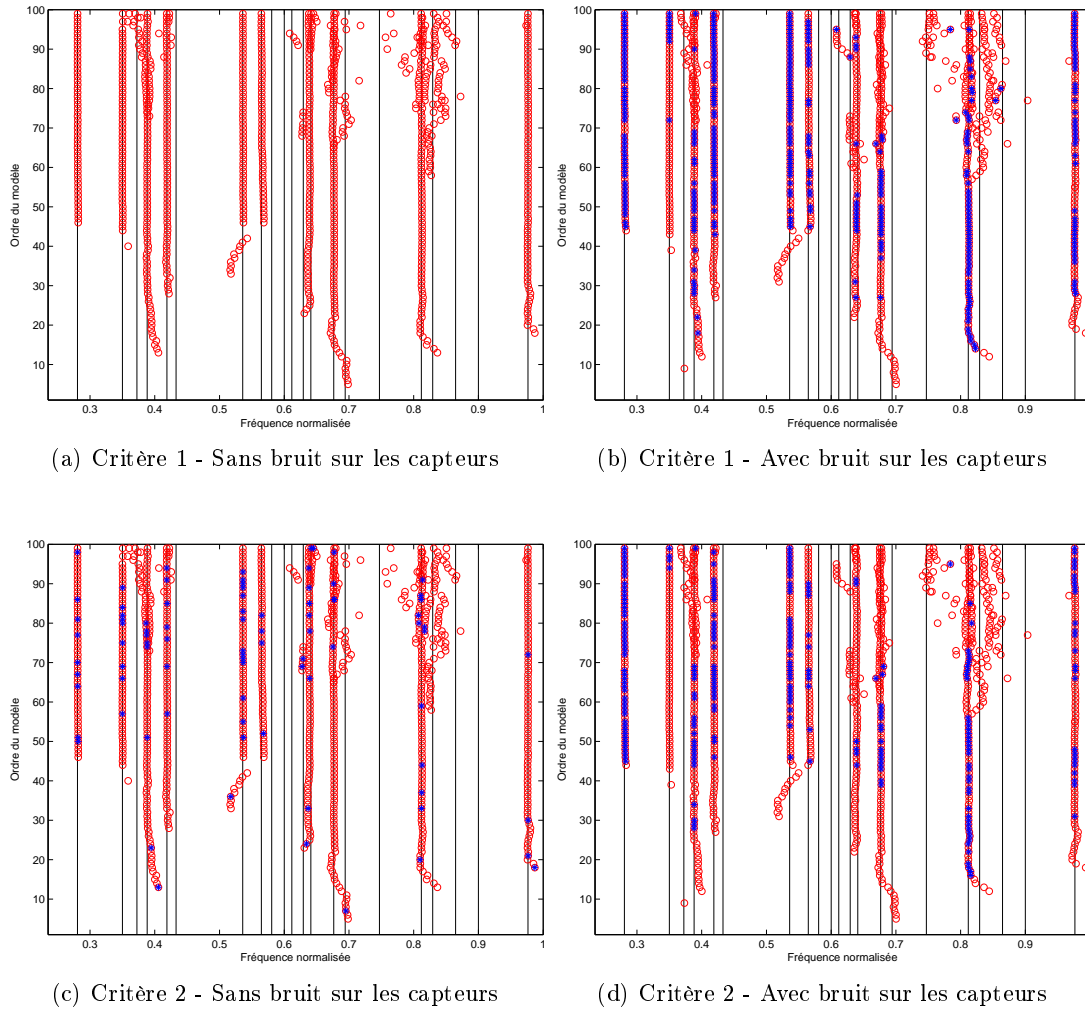 100
90
80
70
60
50
40
30
20
10
Ordre du modèle
0.3 0.4 0.5 0.6 0.7 0.8 0.9 1
Fréquence normalisée
(a) Critère 1 - Sans bruit sur les capteurs
100
90
80
70
60
50
40
30
20
10
Ordre du modèle
0.3 0.4 0.5 0.6 0.7 0.8 0.9
Fréquence normalisée
(b) Critère 1 - Avec bruit sur les capteurs
100
90
80
70
60
50
40
30
20
10
Ordre du modèle
0.3 0.4 0.5 0.6 0.7 0.8 0.9 1
Fréquence normalisée
(c) Critère 2 - Sans bruit sur les capteurs
100
90
80
70
60
50
40
30
20
10
Ordre du modèle
0.3 0.4 0.5 0.6 0.7 0.8 0.9
Fréquence normalisée
(d) Critère 2 - Avec bruit sur les capteurs